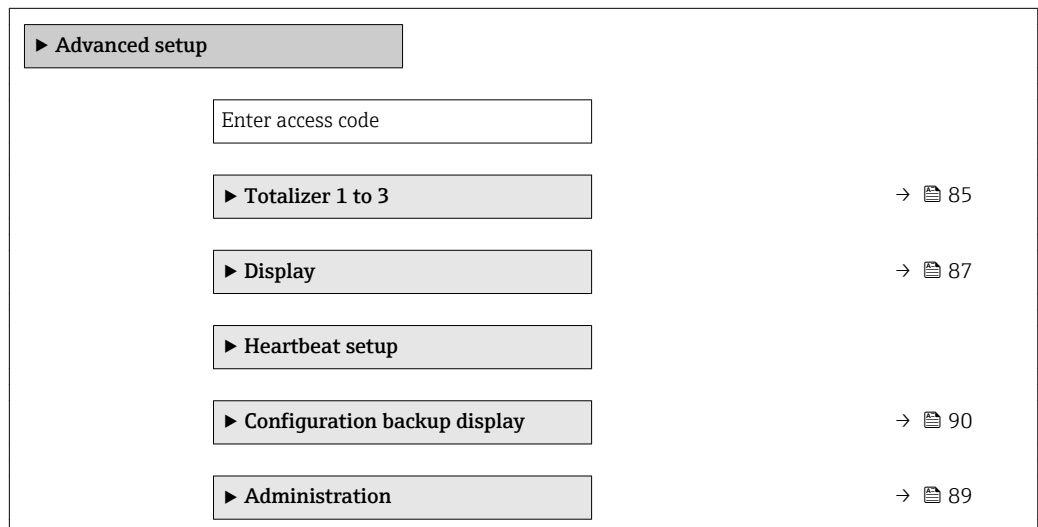 ▶ Advanced setup
Enter access code
▶ Totalizer 1 to 3 → 85
▶ Display → 87
▶ Heartbeat setup
▶ Configuration backup display → 90
▶ Administration → 89